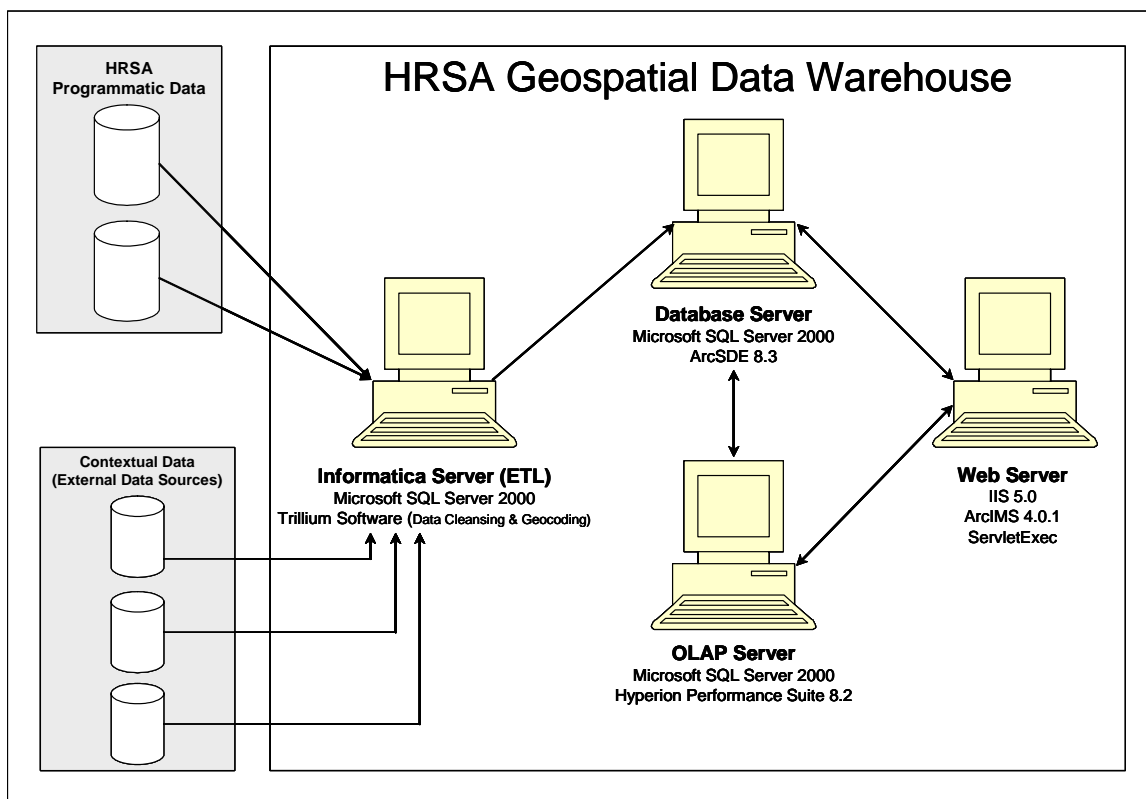 HRSA
Programmatic Data
HRSA Geospatial Data Warehouse
Database Server
Microsoft SQL Server 2000
ArcSDE 8.3
Contextual Data
(External Data Sources)
Informatica Server (ETL)
Microsoft SQL Server 2000
Trillium Software (Data Cleansing & Geocoding)
Web Server
IIS 5.0
ArcIMS 4.0.1
ServletExec
OLAP Server
Microsoft SQL Server 2000
Hyperion Performance Suite 8.2